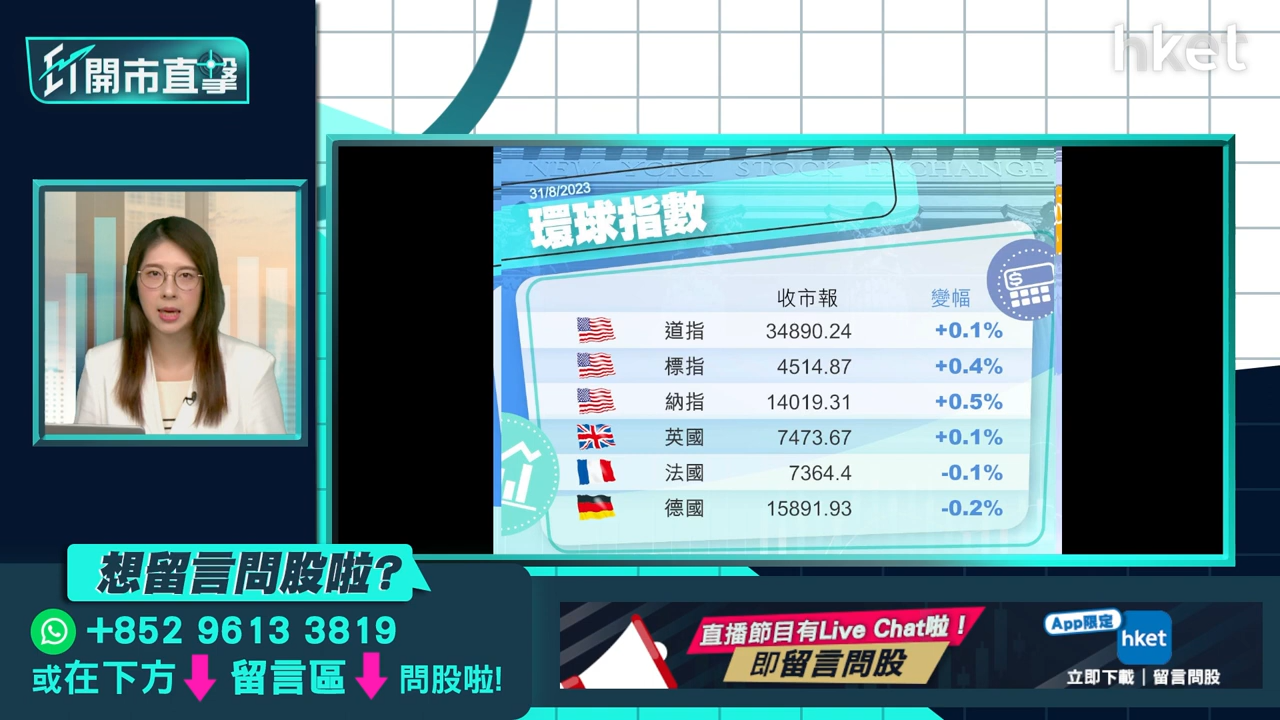 ET開市直擊
hket
NEW YORK STOCK EXCHANGE
31/8/2023
環球指數
收市報 變幅
道指 34890.24 +0.1%
標指 4514.87 +0.4%
納指 14019.31 +0.5%
英國 7473.67 +0.1%
法國 7364.4 -0.1%
德國 15891.93 -0.2%
想留言問股啦?
+852 9613 3819
或在下方 留言區 問股啦!
直播節目有Live Chat啦！
即留言問股
App限定
hket
立即下載｜留言問股